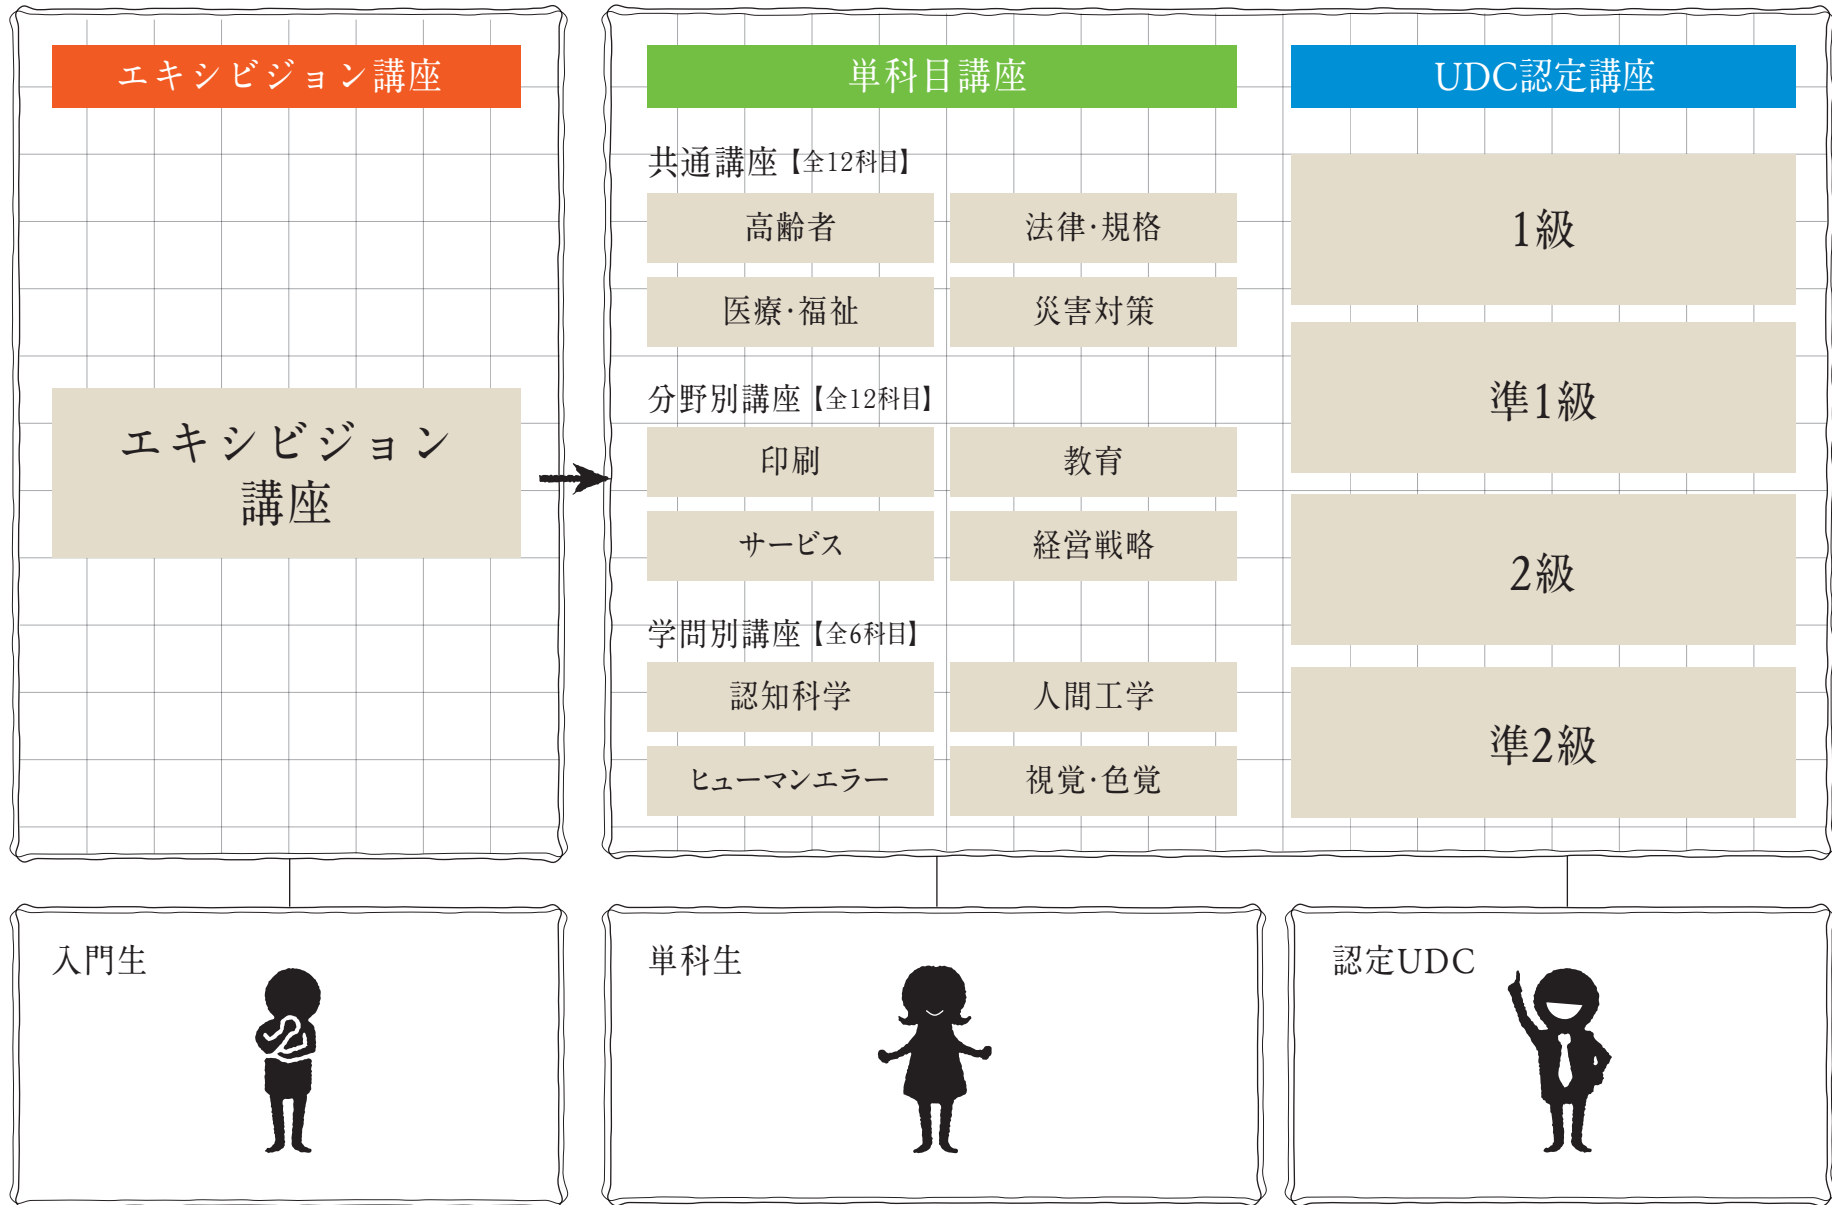 エキシビジョン講座
エキシビジョン
講座
単科目講座
共通講座【全12科目】
高齢者
法律・規格
医療・福祉
災害対策
分野別講座【全12科目】
印刷
教育
サービス
経営戦略
学問別講座【全6科目】
認知科学
人間工学
ヒューマンエラー
視覚・色覚
UDC認定講座
1級
準1級
2級
準2級
入門生
単科生
認定UDC